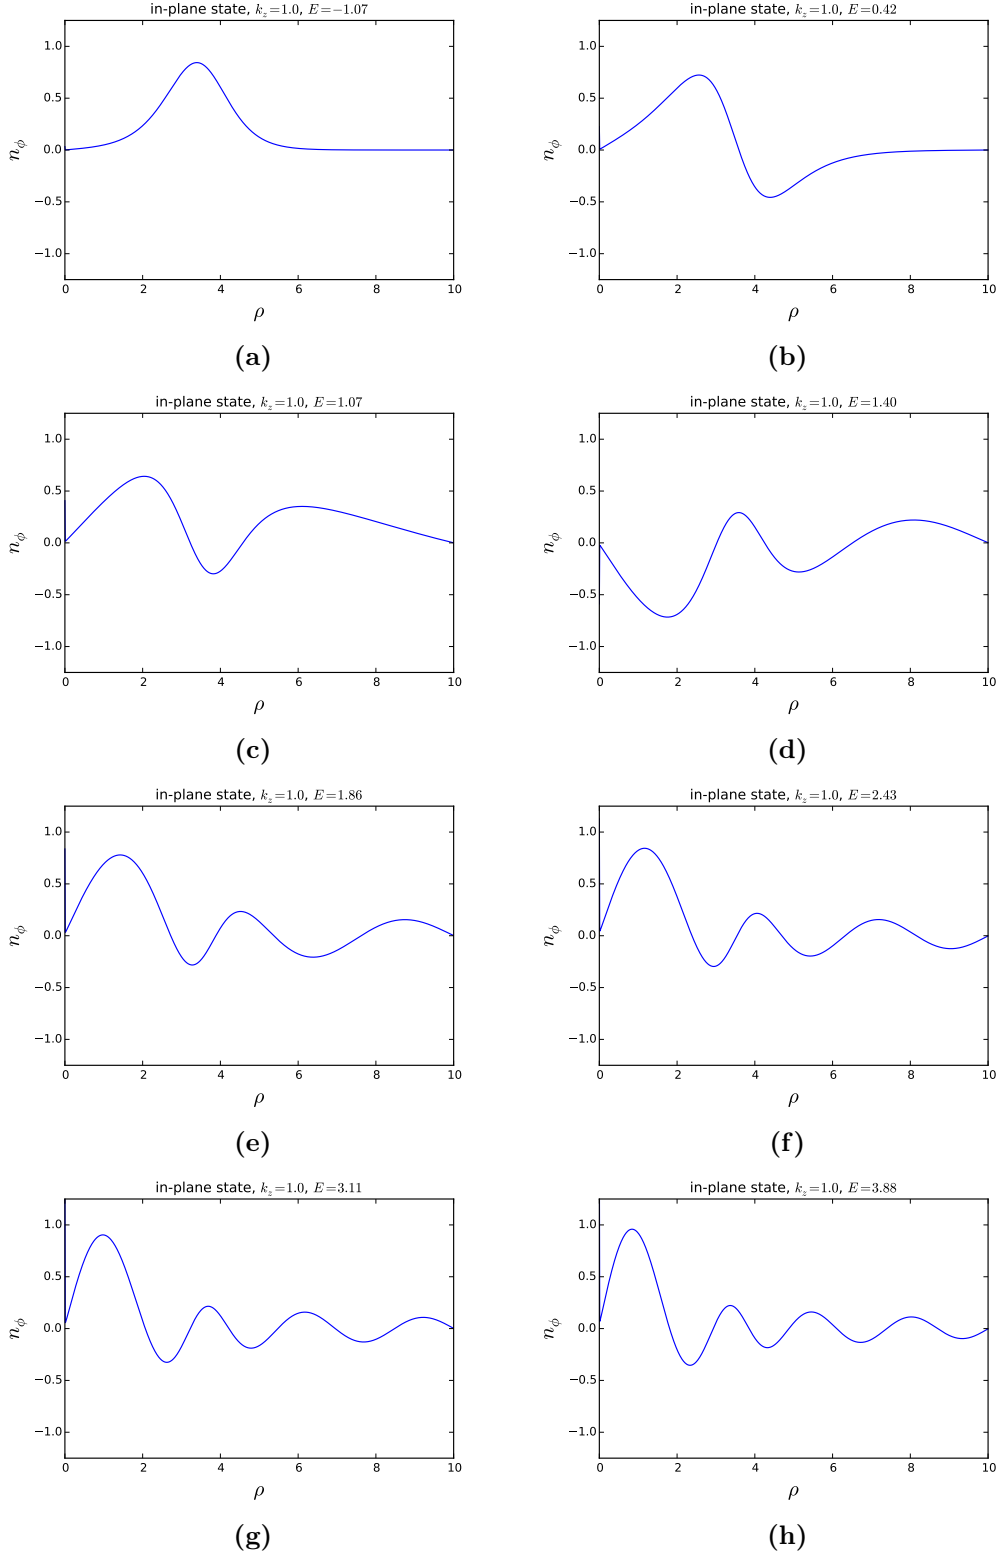 in-plane state, k_z=1.0, E=−1.07
1.0
0.5
0.0
−0.5
−1.0
n_ϕ
0 2 4 6 8 10
ρ
(a)
in-plane state, k_z=1.0, E=0.42
1.0
0.5
0.0
−0.5
−1.0
n_ϕ
0 2 4 6 8 10
ρ
(b)
in-plane state, k_z=1.0, E=1.07
1.0
0.5
0.0
−0.5
−1.0
n_ϕ
0 2 4 6 8 10
ρ
(c)
in-plane state, k_z=1.0, E=1.40
1.0
0.5
0.0
−0.5
−1.0
n_ϕ
0 2 4 6 8 10
ρ
(d)
in-plane state, k_z=1.0, E=1.86
1.0
0.5
0.0
−0.5
−1.0
n_ϕ
0 2 4 6 8 10
ρ
(e)
in-plane state, k_z=1.0, E=2.43
1.0
0.5
0.0
−0.5
−1.0
n_ϕ
0 2 4 6 8 10
ρ
(f)
in-plane state, k_z=1.0, E=3.11
1.0
0.5
0.0
−0.5
−1.0
n_ϕ
0 2 4 6 8 10
ρ
(g)
in-plane state, k_z=1.0, E=3.88
1.0
0.5
0.0
−0.5
−1.0
n_ϕ
0 2 4 6 8 10
ρ
(h)